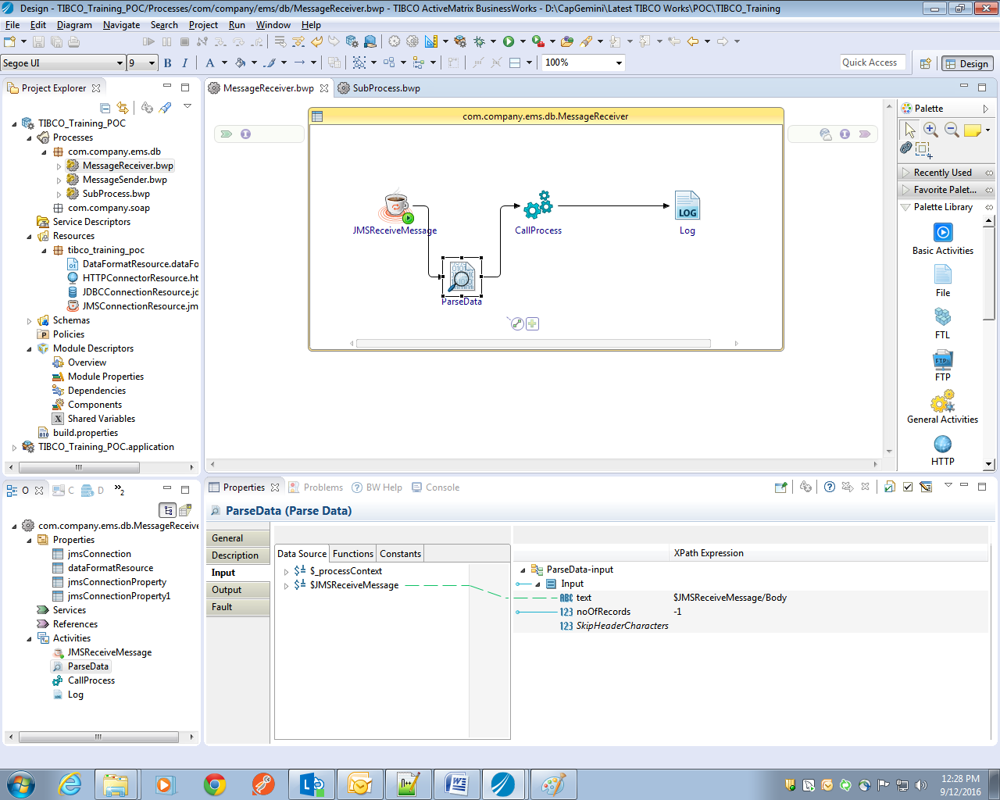 Design - TIBCO_Training_POC/Processes/com/company/ems/db/MessageReceiver.bwp - TIBCO ActiveMatrix BusinessWorks - D:\CapGemini\Latest TIBCO Works\POC\TIBCO_Training
File Edit Diagram Navigate Search Project Run Window Help
Segoe UI 9 B I A 100% Quick Access Design
Project Explorer
TIBCO_Training_POC
Processes
com.company.ems.db
MessageReceiver.bwp
MessageSender.bwp
SubProcess.bwp
com.company.soap
Service Descriptors
Resources
tibco_training_poc
DataFormatResource.dataFo
HTTPConnectorResource.ht
JDBCConnectionResource.jc
JMSConnectionResource.jm
Schemas
Policies
Module Descriptors
Overview
Module Properties
Dependencies
Components
Shared Variables
build.properties
TIBCO_Training_POC.application
MessageReceiver.bwp SubProcess.bwp
com.company.ems.db.MessageReceiver
JMSReceiveMessage CallProcess LOG Log
ParseData
Palette
Recently Used
Favorite Palet...
Palette Library
Basic Activities
File
FTL
FTP
General Activities
HTTP
O C D »2
com.company.ems.db.MessageReceive
Properties
jmsConnection
dataFormatResource
jmsConnectionProperty
jmsConnectionProperty1
Services
References
Activities
JMSReceiveMessage
ParseData
CallProcess
Log
Properties Problems BW Help Console
ParseData (Parse Data)
General
Description
Input
Output
Fault
Data Source Functions Constants
$_processContext
$JMSReceiveMessage
XPath Expression
ParseData-input
Input
ABC text $JMSReceiveMessage/Body
123 noOfRecords -1
123 SkipHeaderCharacters
12:28 PM
9/12/2016